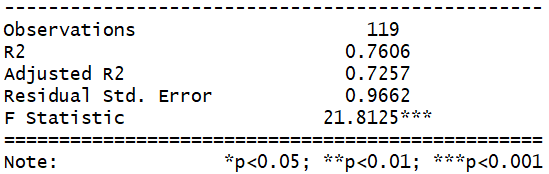 -------------------------------------------------
Observations 119
R2 0.7606
Adjusted R2 0.7257
Residual Std. Error 0.9662
F Statistic 21.8125***
=================================================
Note: *p<0.05; **p<0.01; ***p<0.001